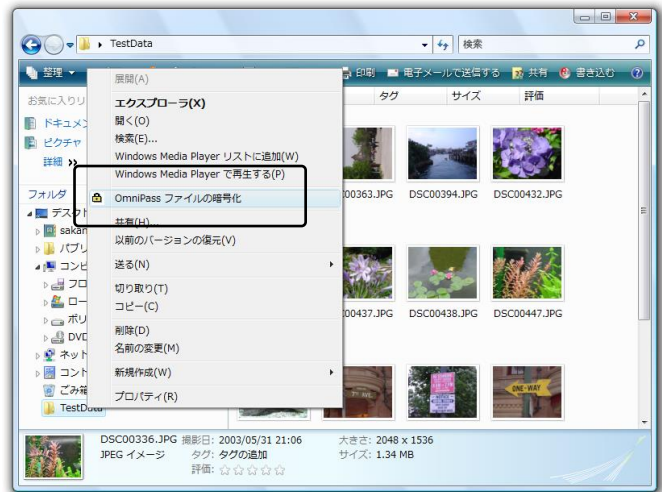 TestData
検索
整理
印刷
電子メールで送信する
共有
書き込む
お気に入りリ
タグ
サイズ
評価
ドキュメン
ピクチャ
詳細 »
フォルダ
デスクト
sakan
パブリ
コンピ
フロ
ロー
ボリ
DVD
ネット
コント
ごみ箱
TestData
展開(A)
エクスプローラ(X)
開く(O)
検索(E)...
Windows Media Player リストに追加(W)
Windows Media Player で再生する(P)
OmniPass ファイルの暗号化
共有(H)...
以前のバージョンの復元(V)
送る(N)
切り取り(T)
コピー(C)
削除(D)
名前の変更(M)
新規作成(W)
プロパティ(R)
00363.JPG
DSC00394.JPG
DSC00432.JPG
00437.JPG
DSC00438.JPG
DSC00447.JPG
ONE-WAY
DSC00336.JPG 撮影日: 2003/05/31 21:06 大きさ: 2048 x 1536
JPEG イメージ タグ: タグの追加 サイズ: 1.34 MB
評価: ☆☆☆☆☆